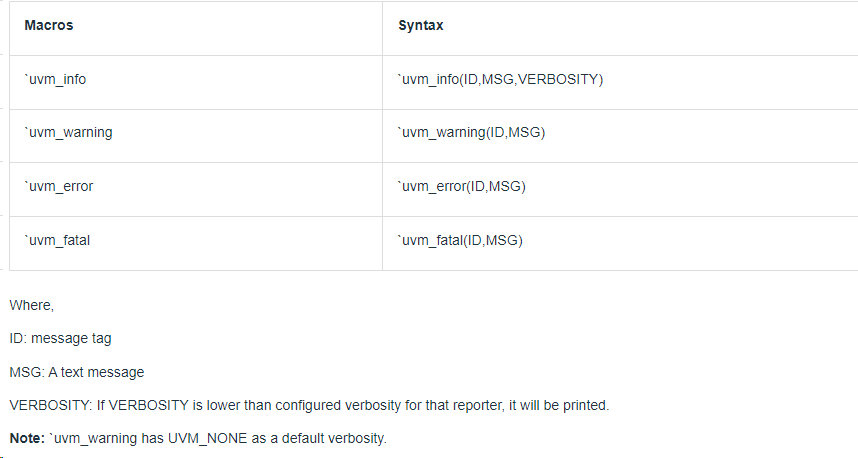 Macros Syntax
`uvm_info `uvm_info(ID,MSG,VERBOSITY)
`uvm_warning `uvm_warning(ID,MSG)
`uvm_error `uvm_error(ID,MSG)
`uvm_fatal `uvm_fatal(ID,MSG)
Where,
ID: message tag
MSG: A text message
VERBOSITY: If VERBOSITY is lower than configured verbosity for that reporter, it will be printed.
Note: `uvm_warning has UVM_NONE as a default verbosity.